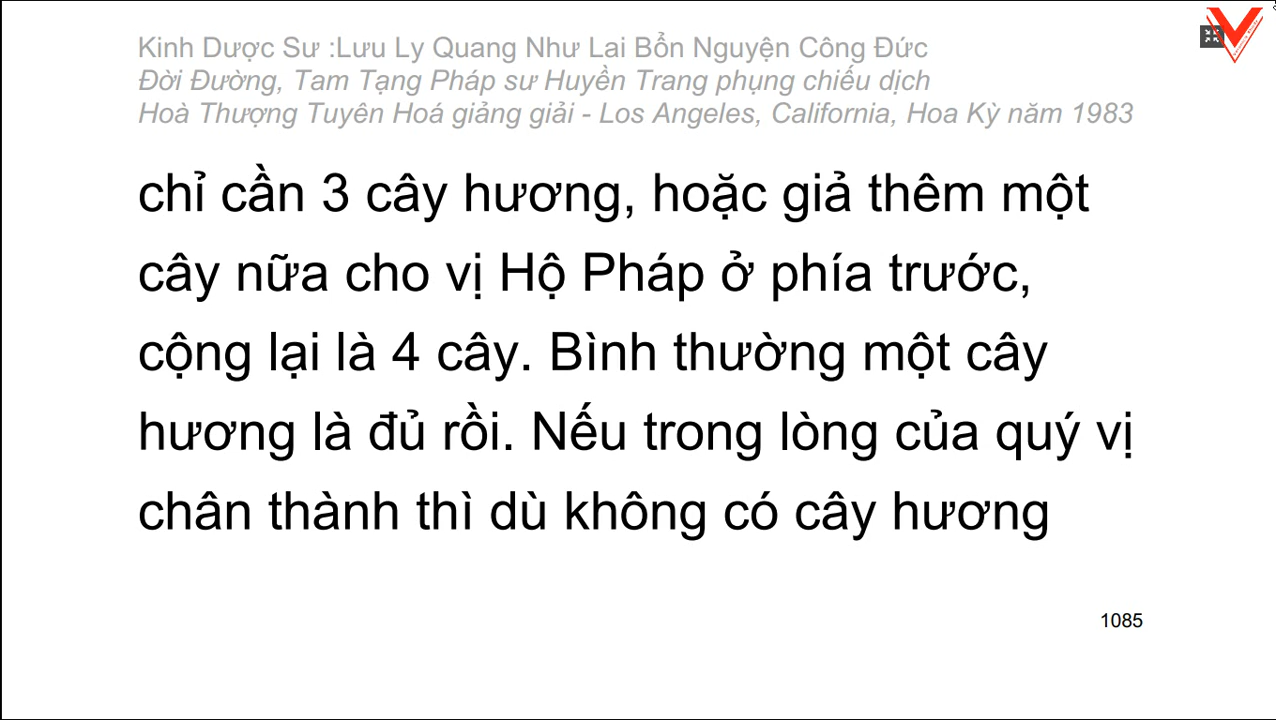 Kinh Dược Sư :Lưu Ly Quang Như Lai Bổn Nguyện Công Đức
Đời Đường, Tam Tạng Pháp sư Huyền Trang phụng chiếu dịch
Hoà Thượng Tuyên Hoá giảng giải - Los Angeles, California, Hoa Kỳ năm 1983
chỉ cần 3 cây hương, hoặc giả thêm một
cây nữa cho vị Hộ Pháp ở phía trước,
cộng lại là 4 cây. Bình thường một cây
hương là đủ rồi. Nếu trong lòng của quý vị
chân thành thì dù không có cây hương
1085